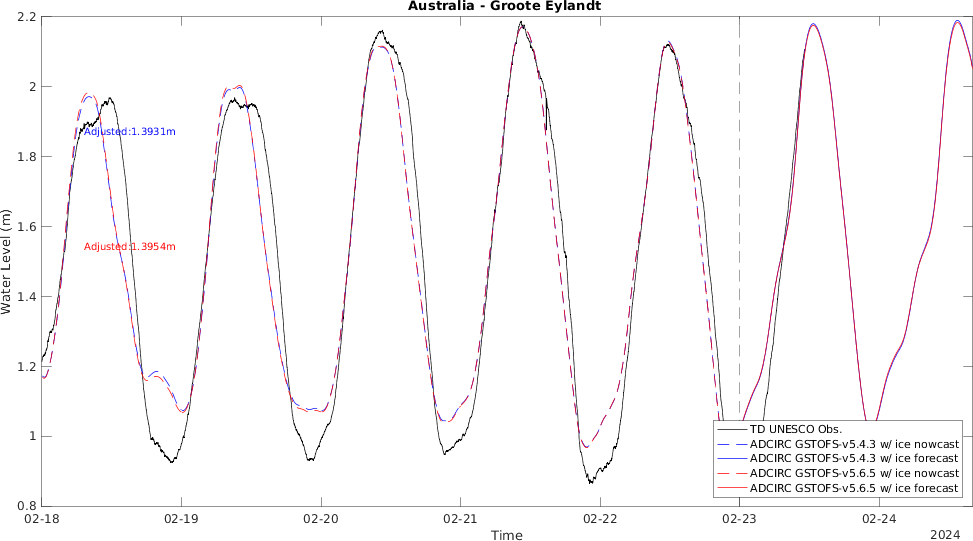 Australia - Groote Eylandt
2.2
2
1.8
1.6
1.4
1.2
1
0.8
Water Level (m)
Adjusted:1.3931m
Adjusted:1.3954m
TD UNESCO Obs.
ADCIRC GSTOFS-v5.4.3 w/ ice nowcast
ADCIRC GSTOFS-v5.4.3 w/ ice forecast
ADCIRC GSTOFS-v5.6.5 w/ ice nowcast
ADCIRC GSTOFS-v5.6.5 w/ ice forecast
02-18 02-19 02-20 02-21 02-22 02-23 02-24
Time
2024